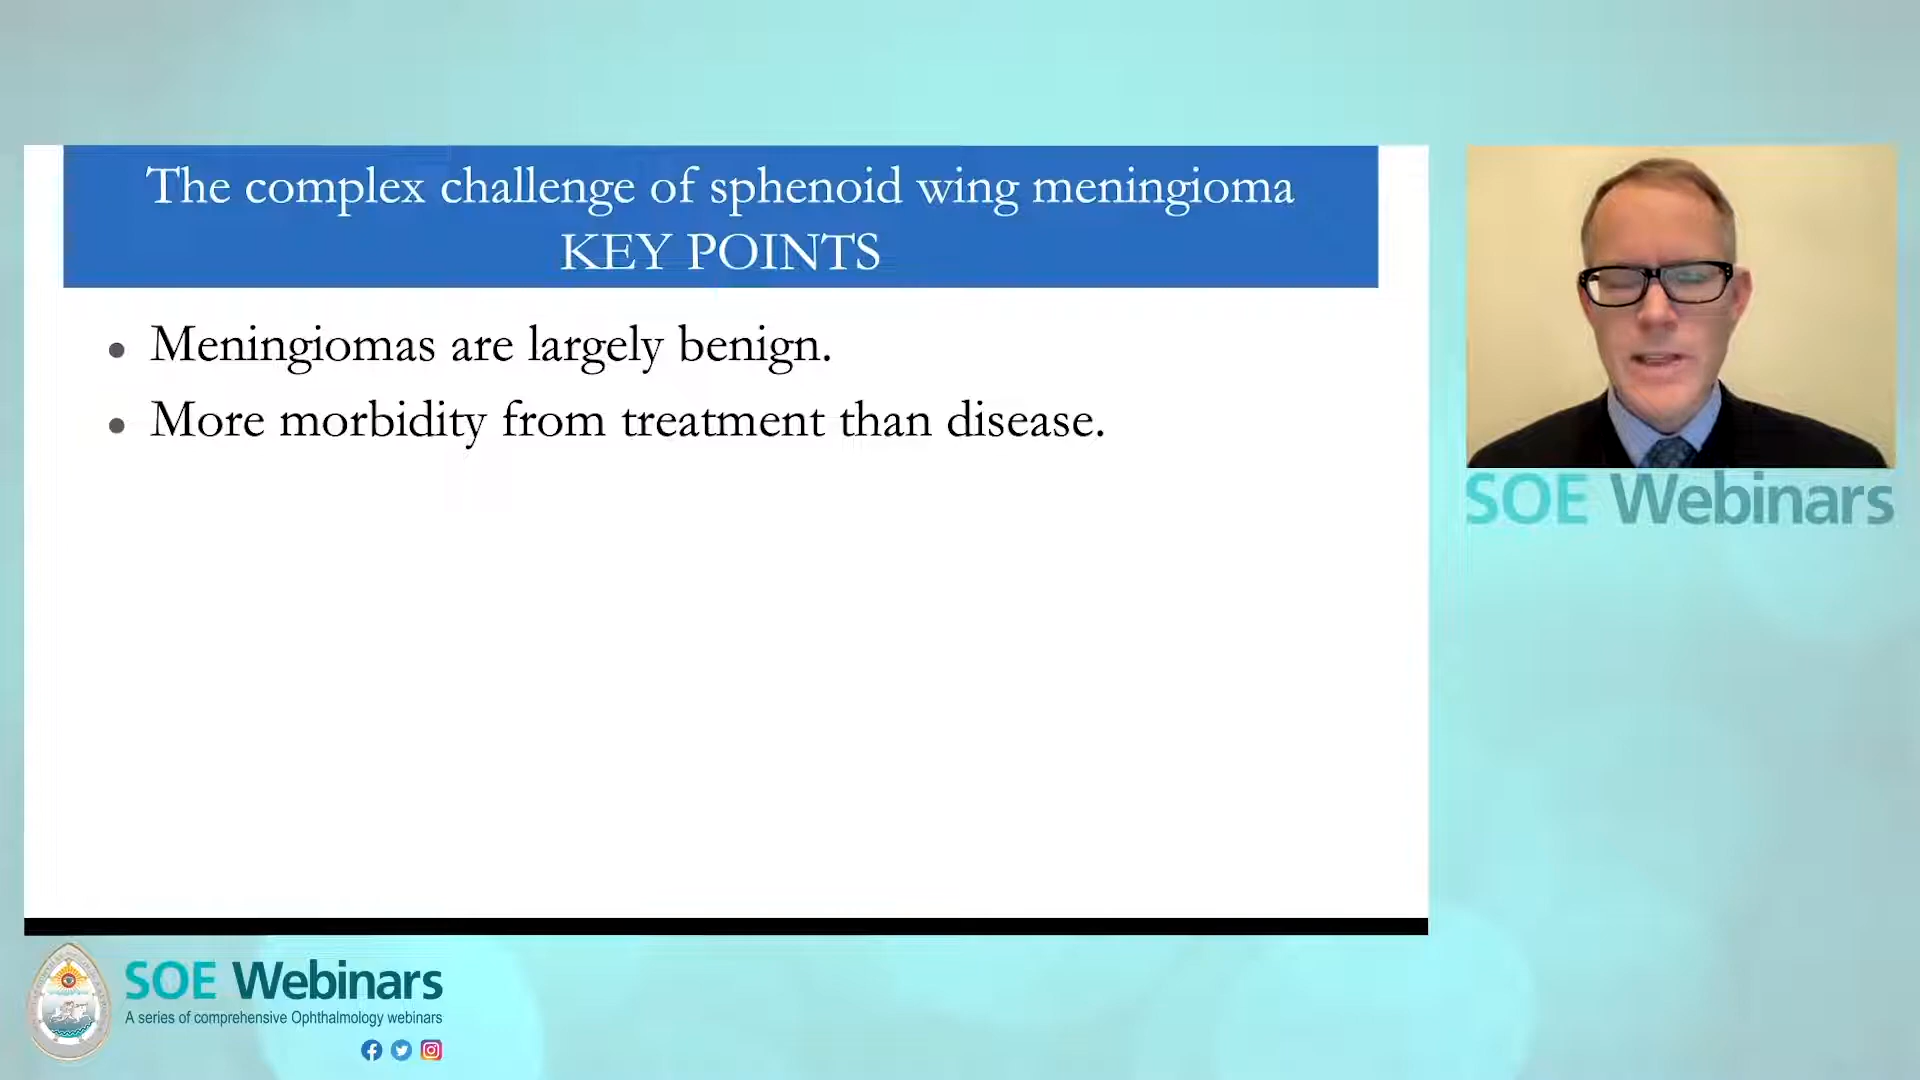 The complex challenge of sphenoid wing meningioma
KEY POINTS
• Meningiomas are largely benign.
• More morbidity from treatment than disease.
SOE Webinars
SOE Webinars
A series of comprehensive Ophthalmology webinars